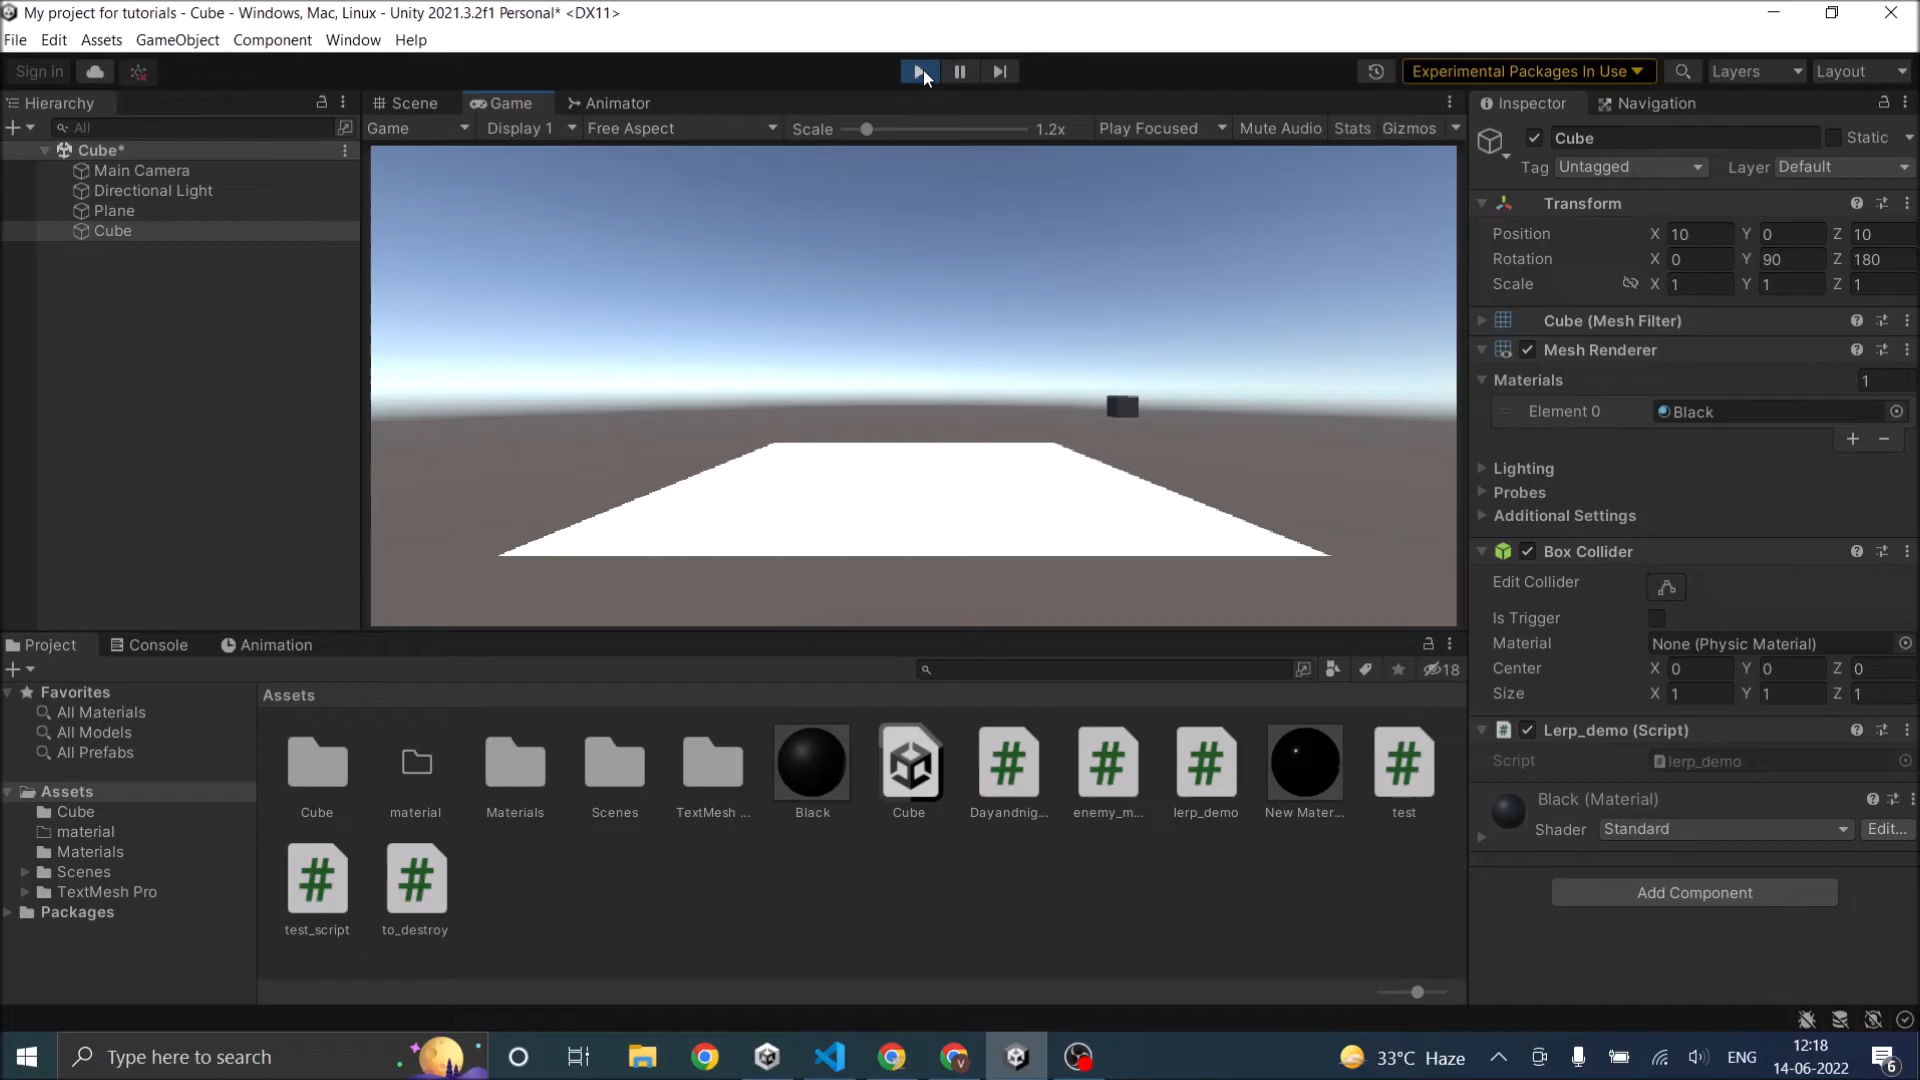 My project for tutorials - Cube - Windows, Mac, Linux - Unity 2021.3.2f1 Personal* <DX11>
File Edit Assets GameObject Component Window Help
Sign in
Experimental Packages In Use
Layers
Layout
Hierarchy
All
Cube*
Main Camera
Directional Light
Plane
Cube
Scene
Game
Animator
Game
Display 1
Free Aspect
Scale
1.2x
Play Focused
Mute Audio
Stats
Gizmos
Inspector
Navigation
Cube
Static
Tag Untagged
Layer Default
Transform
Position X 10 Y 0 Z 10
Rotation X 0 Y 90 Z 180
Scale X 1 Y 1 Z 1
Cube (Mesh Filter)
Mesh Renderer
Materials 1
Element 0 Black
Lighting
Probes
Additional Settings
Box Collider
Edit Collider
Is Trigger
Material None (Physic Material)
Center X 0 Y 0 Z 0
Size X 1 Y 1 Z 1
Lerp_demo (Script)
Script lerp_demo
Black (Material)
Shader Standard Edit...
Add Component
Project
Console
Animation
18
Favorites
All Materials
All Models
All Prefabs
Assets
Cube
material
Materials
Scenes
TextMesh Pro
Packages
Assets
Cube
material
Materials
Scenes
TextMesh ...
Black
Cube
Dayandnig...
enemy_m...
lerp_demo
New Mater...
test
test_script
to_destroy
Type here to search
33°C Haze
ENG
12:18
14-06-2022
6